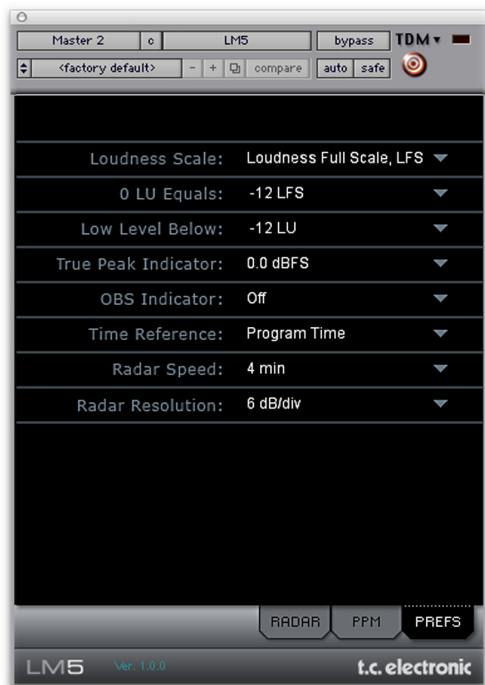 Master 2 c LM5 bypass TDM
<factory default> - + compare auto safe
Loudness Scale: Loudness Full Scale, LFS
0 LU Equals: -12 LFS
Low Level Below: -12 LU
True Peak Indicator: 0.0 dBFS
OBS Indicator: Off
Time Reference: Program Time
Radar Speed: 4 min
Radar Resolution: 6 dB/div
RADAR PPM PREFS
LM5 Ver. 1.0.0 t.c. electronic